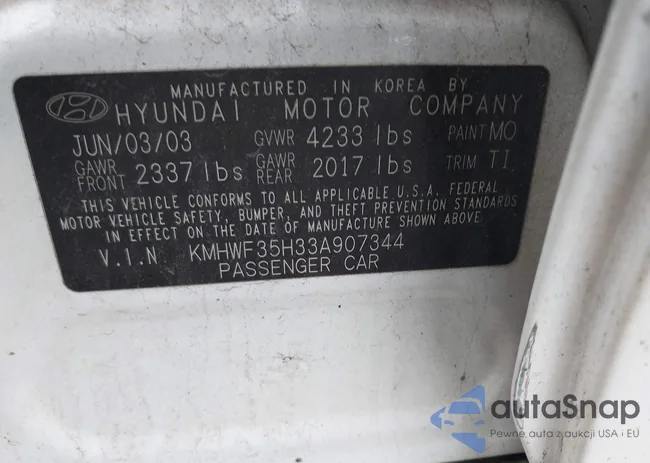 MANUFACTURED IN KOREA BY
HYUNDAI MOTOR COMPANY
JUN/03/03 GVWR 4233 lbs PAINT MO
GAWR FRONT 2337 lbs GAWR REAR 2017 lbs TRIM TI
THIS VEHICLE CONFORMS TO ALL APPLICABLE U.S.A. FEDERAL
MOTOR VEHICLE SAFETY, BUMPER, AND THEFT PREVENTION STANDARDS
IN EFFECT ON THE DATE OF MANUFACTURE SHOWN ABOVE.
V.I.N KMHWF35H33A907344
PASSENGER CAR
autaSnap
Pewne auta z aukcji USA i EU